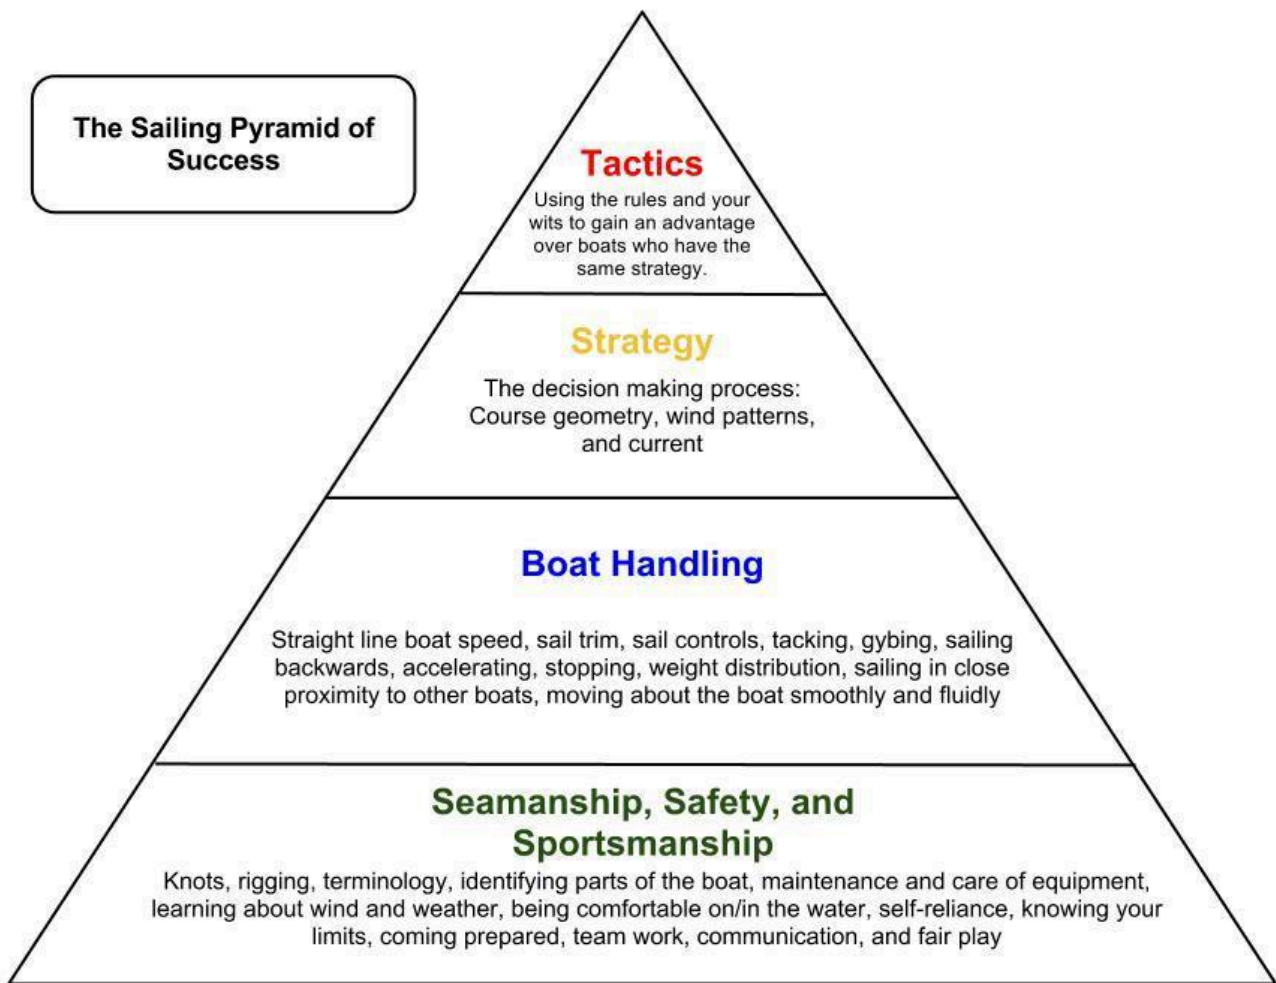 The Sailing Pyramid of
Success
Tactics
Using the rules and your
wits to gain an advantage
over boats who have the
same strategy.
Strategy
The decision making process:
Course geometry, wind patterns,
and current
Boat Handling
Straight line boat speed, sail trim, sail controls, tacking, gybing, sailing
backwards, accelerating, stopping, weight distribution, sailing in close
proximity to other boats, moving about the boat smoothly and fluidly
Seamanship, Safety, and
Sportsmanship
Knots, rigging, terminology, identifying parts of the boat, maintenance and care of equipment,
learning about wind and weather, being comfortable on/in the water, self-reliance, knowing your
limits, coming prepared, team work, communication, and fair play